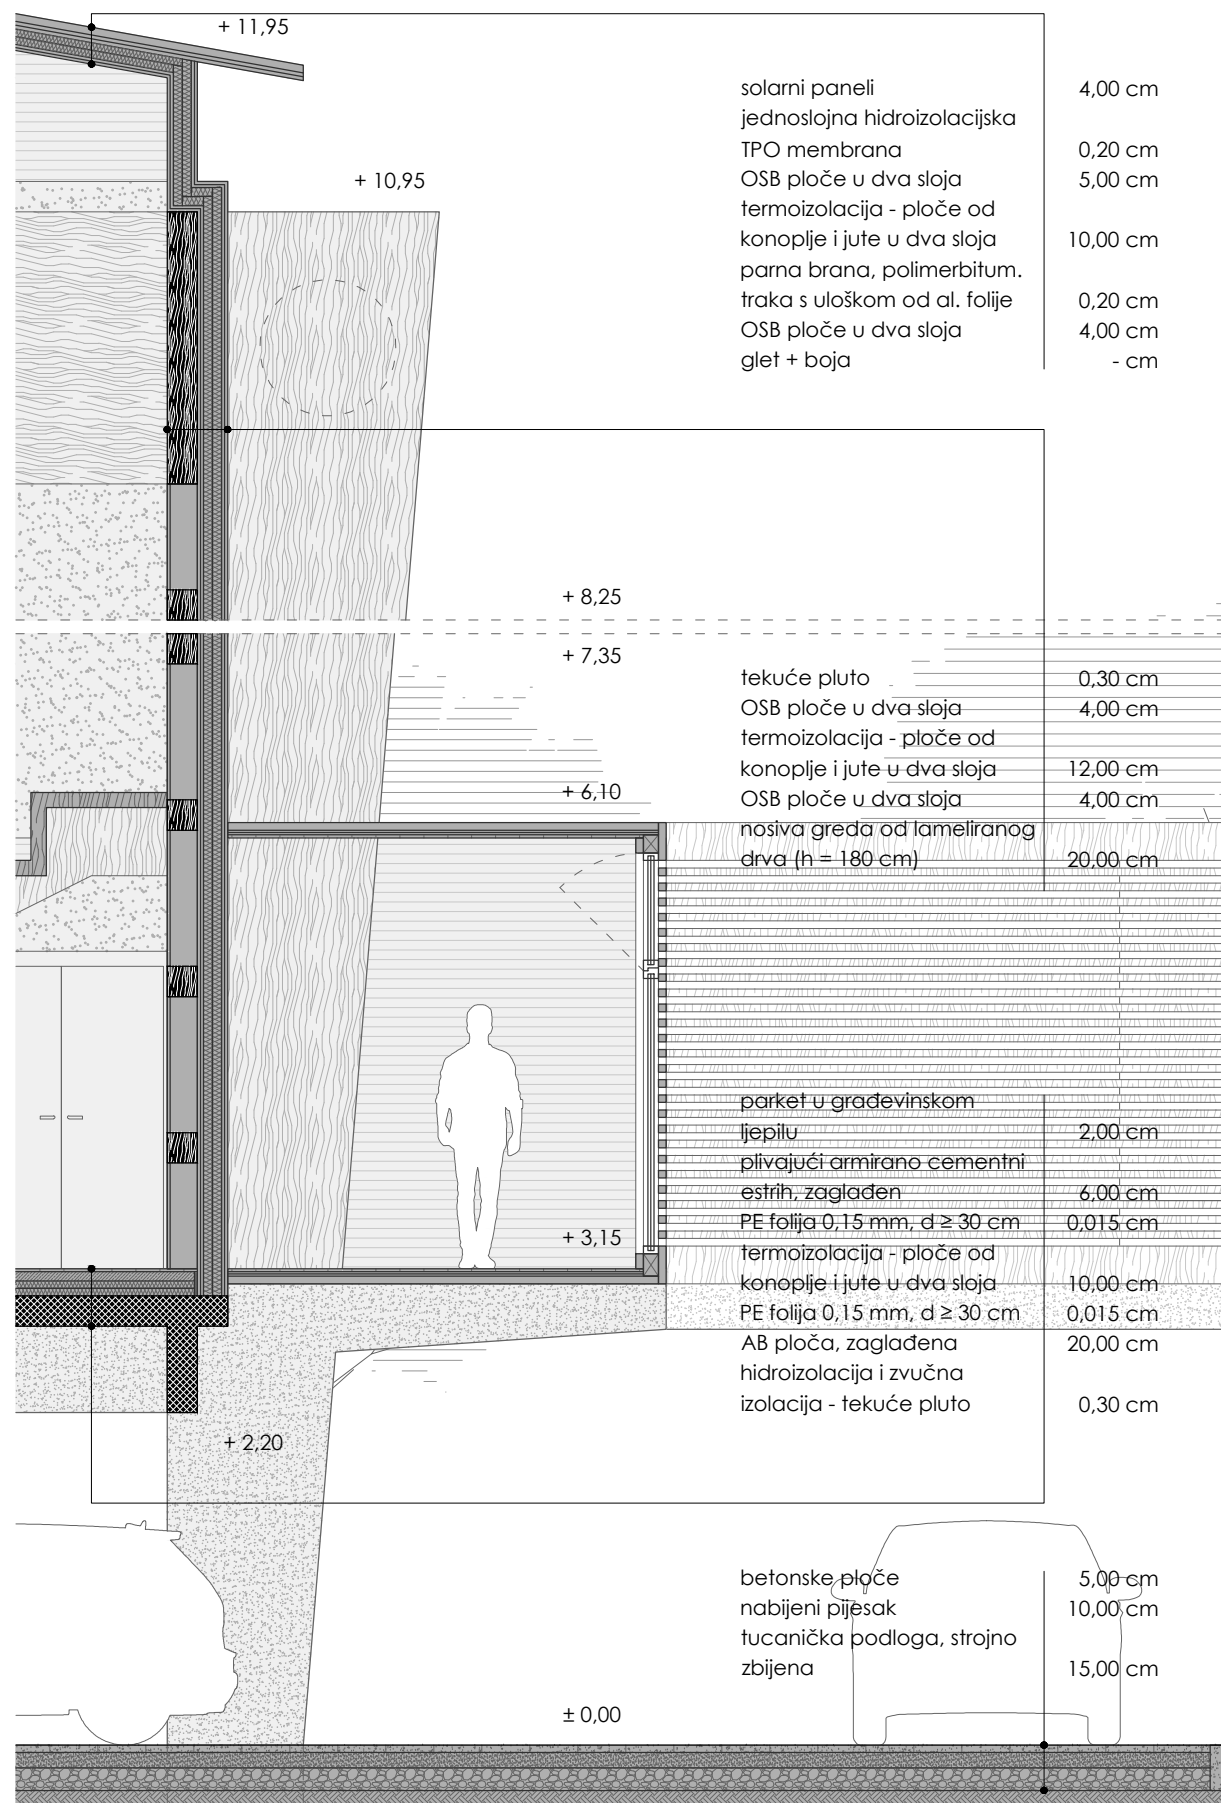 + 11,95
solarni paneli 4,00 cm
jednoslojna hidroizolacijska
TPO membrana 0,20 cm
+ 10,95
OSB ploče u dva sloja 5,00 cm
termoizolacija - ploče od
konoplje i jute u dva sloja 10,00 cm
parna brana, polimerbitum.
traka s uloškom od al. folije 0,20 cm
OSB ploče u dva sloja 4,00 cm
glet + boja - cm
+ 8,25
+ 7,35
tekuće pluto 0,30 cm
OSB ploče u dva sloja 4,00 cm
termoizolacija - ploče od
konoplje i jute u dva sloja 12,00 cm
+ 6,10
OSB ploče u dva sloja 4,00 cm
nosiva greda od lameliranog
drva (h = 180 cm) 20,00 cm
parket u građevinskom
ljepilu 2,00 cm
plivajući armirano cementni
estrih, zaglađen 6,00 cm
PE folija 0,15 mm, d ≥ 30 cm 0,015 cm
+ 3,15
termoizolacija - ploče od
konoplje i jute u dva sloja 10,00 cm
PE folija 0,15 mm, d ≥ 30 cm 0,015 cm
AB ploča, zaglađena 20,00 cm
hidroizolacija i zvučna
izolacija - tekuće pluto 0,30 cm
+ 2,20
betonske ploče 5,00 cm
nabijeni pijesak 10,00 cm
tucanička podloga, strojno
zbijena 15,00 cm
± 0,00